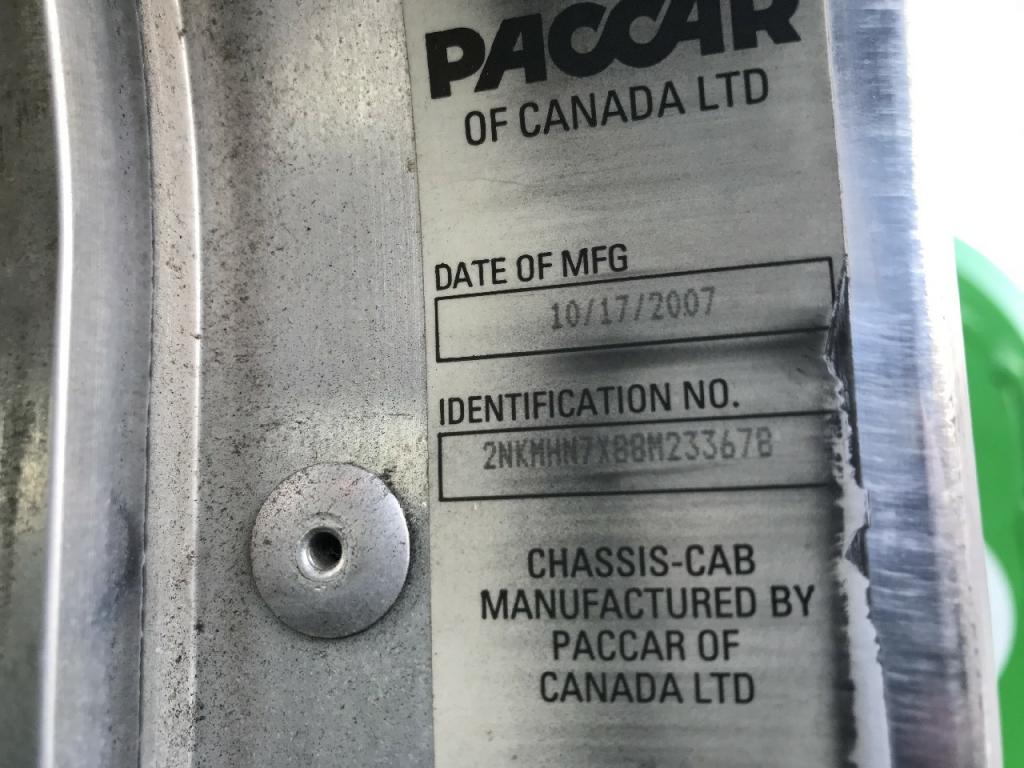 PACCAR
OF CANADA LTD
DATE OF MFG
10/17/2007
IDENTIFICATION NO.
2NKMHN7X88M233678
CHASSIS-CAB
MANUFACTURED BY
PACCAR OF
CANADA LTD